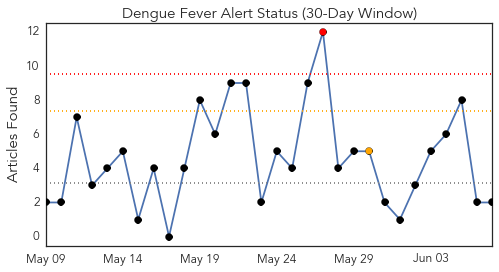 Dengue Fever Alert Status (30-Day Window)
Articles Found
12
10
8
6
4
2
0
May 09 May 14 May 19 May 24 May 29 Jun 03